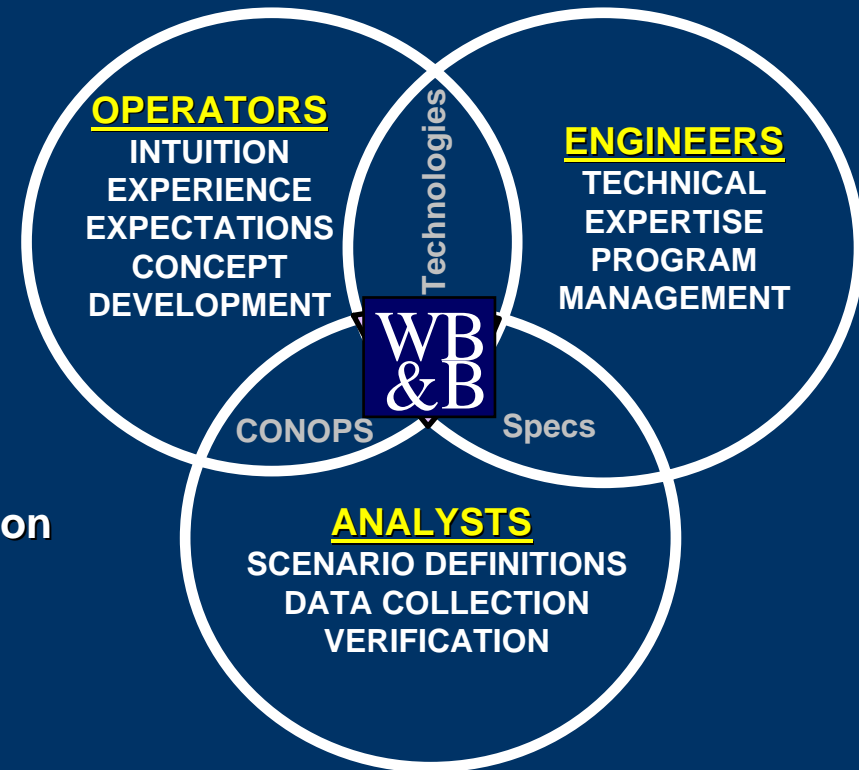 OPERATORS
INTUITION
EXPERIENCE
EXPECTATIONS
CONCEPT
DEVELOPMENT
Technologies
ENGINEERS
TECHNICAL
EXPERTISE
PROGRAM
MANAGEMENT
WB
&B
CONOPS
Specs
on
ANALYSTS
SCENARIO DEFINITIONS
DATA COLLECTION
VERIFICATION